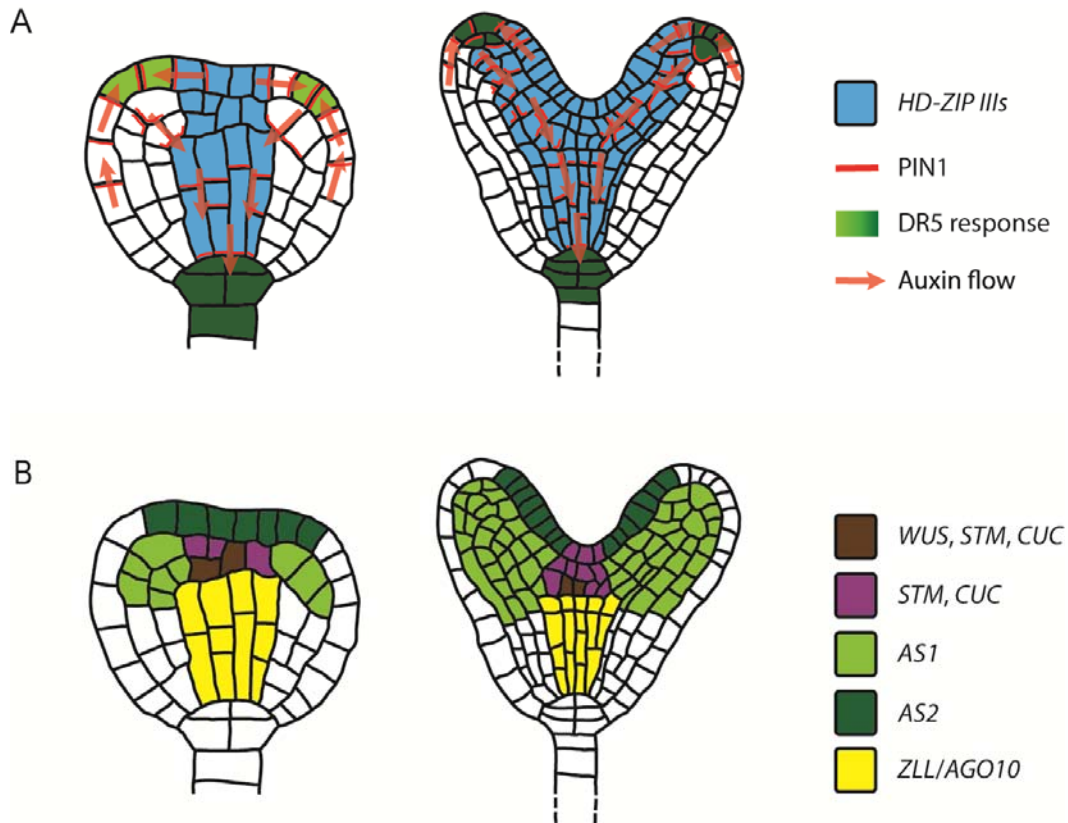 A
HD-ZIP IIIs
PIN1
DR5 response
Auxin flow
B
WUS, STM, CUC
STM, CUC
AS1
AS2
ZLL/AGO10